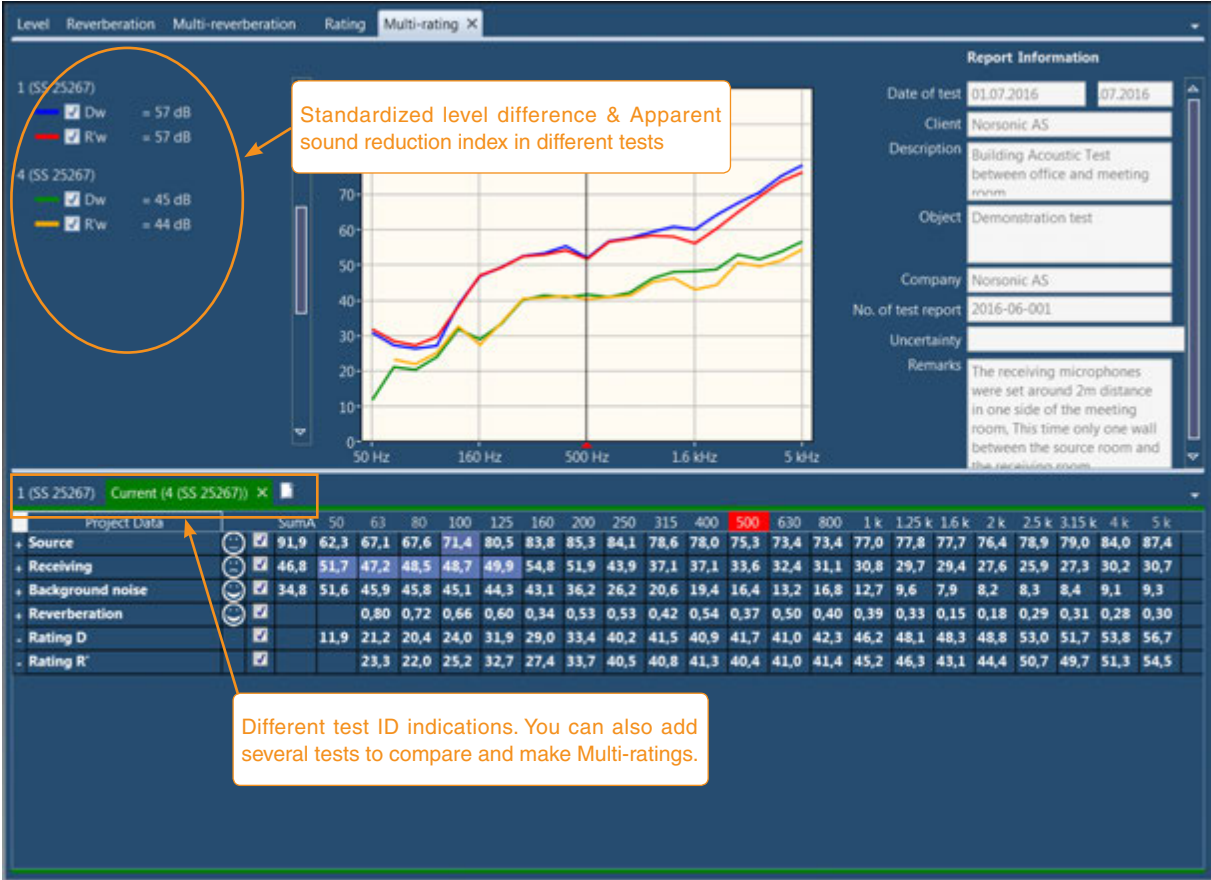 Level Reverberation Multi-reverberation Rating Multi-rating ×
1 (SS 25267)
Dw = 57 dB
R'w = 57 dB
4 (SS 25267)
Dw = 45 dB
R'w = 44 dB
Standardized level difference & Apparent
sound reduction index in different tests
70
60
50
40
30
20
10
0
50 Hz 160 Hz 500 Hz 1.6 kHz 5 kHz
Report Information
Date of test 01.07.2016 .07.2016
Client Norsonic AS
Description Building Acoustic Test
between office and meeting
room
Object Demonstration test
Company Norsonic AS
No. of test report 2016-06-001
Uncertainty
Remarks The receiving microphones
were set around 2m distance
in one side of the meeting
room, This time only one wall
between the source room and
the receiving room
1 (SS 25267) Current (4 (SS 25267)) ×
Project Data SumA 50 63 80 100 125 160 200 250 315 400 500 630 800 1 k 1.25 k 1.6 k 2 k 2.5 k 3.15 k 4 k 5 k
+ Source 91,9 62,3 67,1 67,6 71,4 80,5 83,8 85,3 84,1 78,6 78,0 75,3 73,4 73,4 77,0 77,8 77,7 76,4 78,9 79,0 84,0 87,4
+ Receiving 46,8 51,7 47,2 48,5 48,7 49,9 54,8 51,9 43,9 37,1 37,1 33,6 32,4 31,1 30,8 29,7 29,4 27,6 25,9 27,3 30,2 30,7
+ Background noise 34,8 51,6 45,9 45,8 45,1 44,3 43,1 36,2 26,2 20,6 19,4 16,4 13,2 16,8 12,7 9,6 7,9 8,2 8,3 8,4 9,1 9,3
+ Reverberation 0,80 0,72 0,66 0,60 0,34 0,53 0,53 0,42 0,54 0,37 0,50 0,40 0,39 0,33 0,15 0,18 0,29 0,31 0,28 0,30
- Rating D 11,9 21,2 20,4 24,0 31,9 29,0 33,4 40,2 41,5 40,9 41,7 41,0 42,3 46,2 48,1 48,3 48,8 53,0 51,7 53,8 56,7
- Rating R' 23,3 22,0 25,2 32,7 27,4 33,7 40,5 40,8 41,3 40,4 41,0 41,4 45,2 46,3 43,1 44,4 50,7 49,7 51,3 54,5
Different test ID indications. You can also add
several tests to compare and make Multi-ratings.